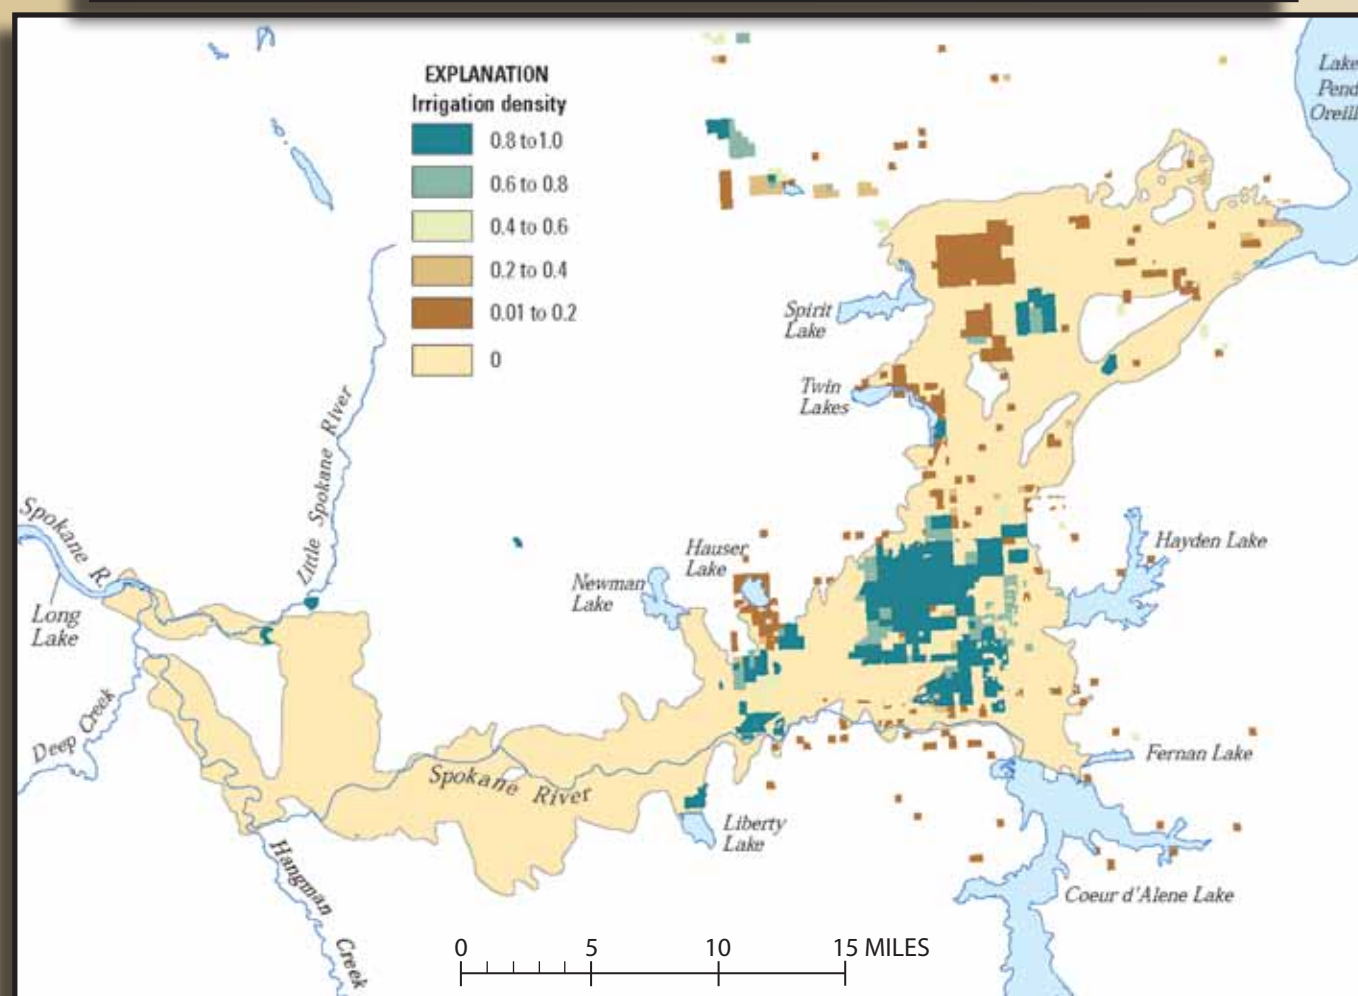 EXPLANATION
Irrigation density
0.8 to 1.0
0.6 to 0.8
0.4 to 0.6
0.2 to 0.4
0.01 to 0.2
0
Lake
Pend
Oreill
Spirit
Lake
Twin
Lakes
Little Spokane River
Spokane R.
Long
Lake
Hauser
Lake
Newman
Lake
Hayden Lake
Deep Creek
Spokane River
Fernan Lake
Liberty
Lake
Hangman Creek
Coeur d'Alene Lake
0 5 10 15 MILES